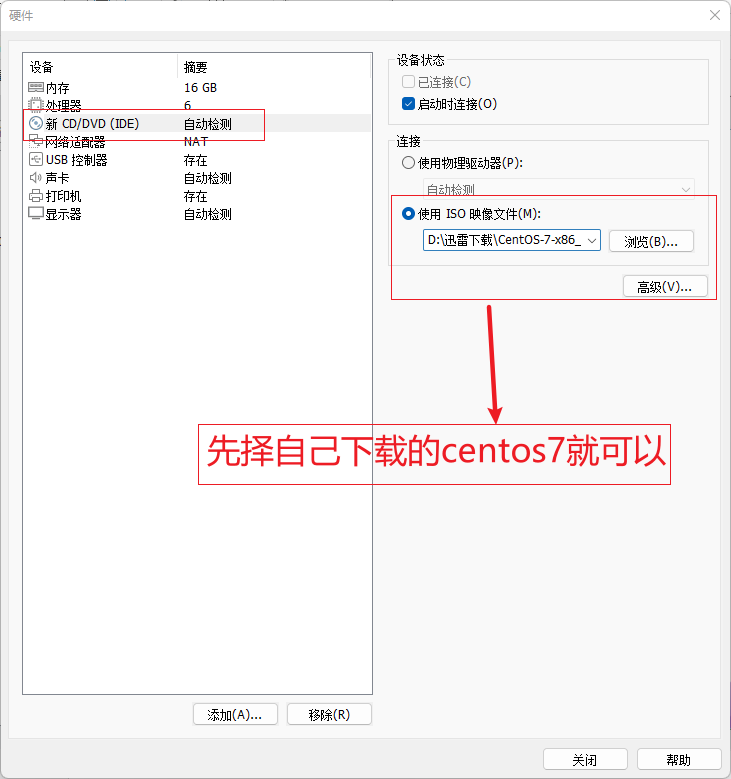 硬件
设备 摘要
内存 16 GB
处理器 6
新 CD/DVD (IDE) 自动检测
网络适配器 NAT
USB 控制器 存在
声卡 自动检测
打印机 存在
显示器 自动检测
添加(A)...
移除(R)
设备状态
已连接(C)
启动时连接(O)
连接
使用物理驱动器(P):
自动检测
使用 ISO 映像文件(M):
D:\迅雷下载\CentOS-7-x86_
浏览(B)...
高级(V)...
先择自己下载的centos7就可以
关闭
帮助